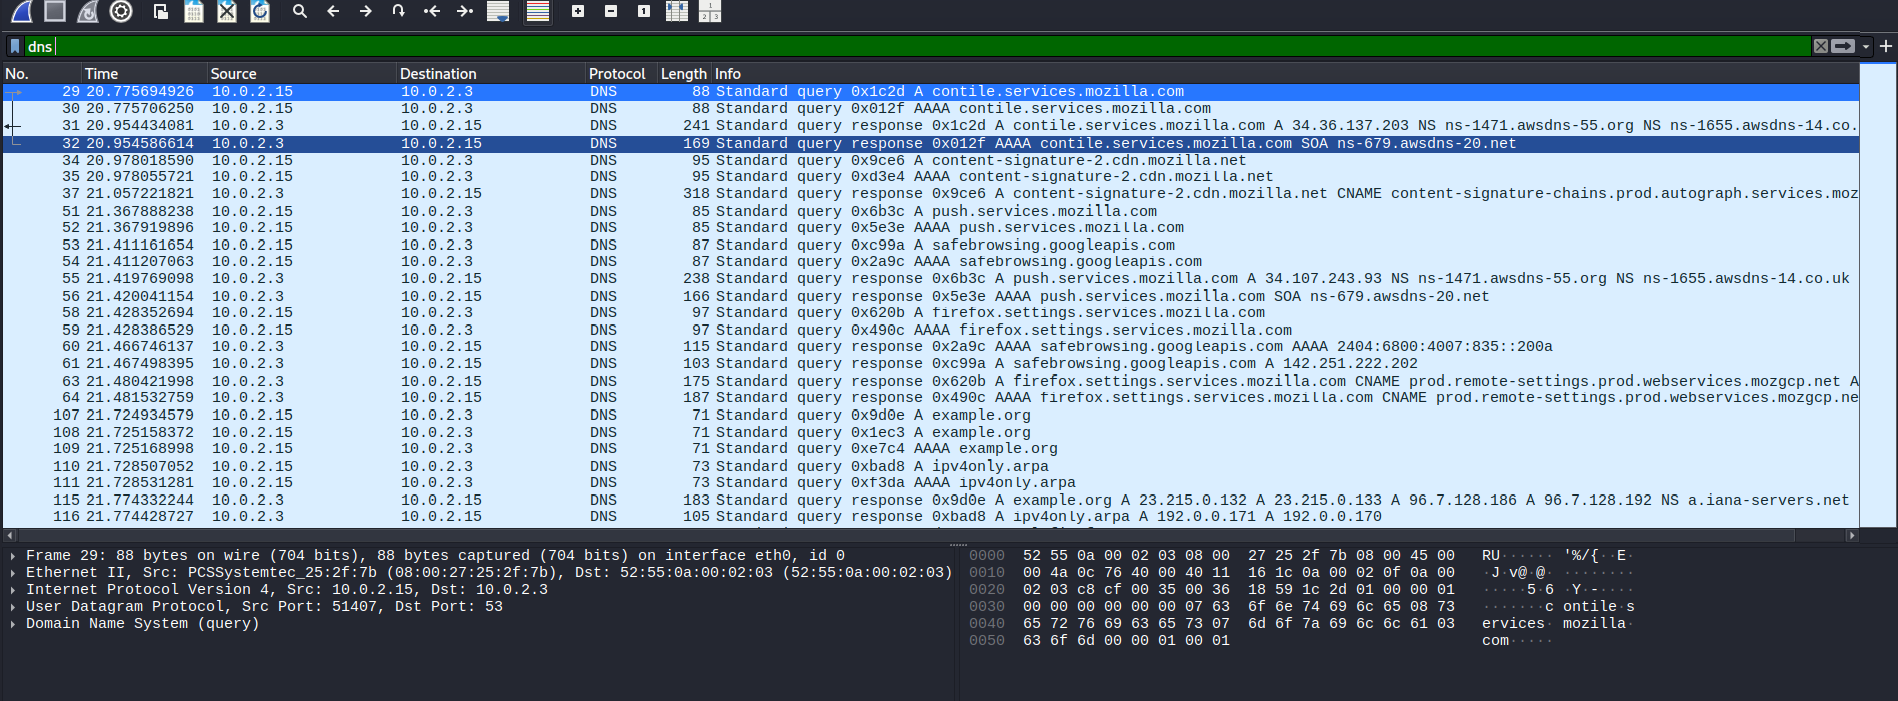 dns
No. Time Source Destination Protocol Length Info
29 20.775694926 10.0.2.15 10.0.2.3 DNS 88 Standard query 0x1c2d A contile.services.mozilla.com
30 20.775706250 10.0.2.15 10.0.2.3 DNS 88 Standard query 0x012f AAAA contile.services.mozilla.com
31 20.954434081 10.0.2.3 10.0.2.15 DNS 241 Standard query response 0x1c2d A contile.services.mozilla.com A 34.36.137.203 NS ns-1471.awsdns-55.org NS ns-1655.awsdns-14.co.
32 20.954586614 10.0.2.3 10.0.2.15 DNS 169 Standard query response 0x012f AAAA contile.services.mozilla.com SOA ns-679.awsdns-20.net
34 20.978018590 10.0.2.15 10.0.2.3 DNS 95 Standard query 0x9ce6 A content-signature-2.cdn.mozilla.net
35 20.978055721 10.0.2.15 10.0.2.3 DNS 95 Standard query 0xd3e4 AAAA content-signature-2.cdn.mozilla.net
37 21.057221821 10.0.2.3 10.0.2.15 DNS 318 Standard query response 0x9ce6 A content-signature-2.cdn.mozilla.net CNAME content-signature-chains.prod.autograph.services.moz
51 21.367888238 10.0.2.15 10.0.2.3 DNS 85 Standard query 0x6b3c A push.services.mozilla.com
52 21.367919896 10.0.2.15 10.0.2.3 DNS 85 Standard query 0x5e3e AAAA push.services.mozilla.com
53 21.411161654 10.0.2.15 10.0.2.3 DNS 87 Standard query 0xc99a A safebrowsing.googleapis.com
54 21.411207063 10.0.2.15 10.0.2.3 DNS 87 Standard query 0x2a9c AAAA safebrowsing.googleapis.com
55 21.419769098 10.0.2.3 10.0.2.15 DNS 238 Standard query response 0x6b3c A push.services.mozilla.com A 34.107.243.93 NS ns-1471.awsdns-55.org NS ns-1655.awsdns-14.co.uk
56 21.420041154 10.0.2.3 10.0.2.15 DNS 166 Standard query response 0x5e3e AAAA push.services.mozilla.com SOA ns-679.awsdns-20.net
58 21.428352694 10.0.2.15 10.0.2.3 DNS 97 Standard query 0x620b A firefox.settings.services.mozilla.com
59 21.428386529 10.0.2.15 10.0.2.3 DNS 97 Standard query 0x490c AAAA firefox.settings.services.mozilla.com
60 21.466746137 10.0.2.3 10.0.2.15 DNS 115 Standard query response 0x2a9c AAAA safebrowsing.googleapis.com AAAA 2404:6800:4007:835::200a
61 21.467498395 10.0.2.3 10.0.2.15 DNS 103 Standard query response 0xc99a A safebrowsing.googleapis.com A 142.251.222.202
63 21.480421998 10.0.2.3 10.0.2.15 DNS 175 Standard query response 0x620b A firefox.settings.services.mozilla.com CNAME prod.remote-settings.prod.webservices.mozgcp.net A
64 21.481532759 10.0.2.3 10.0.2.15 DNS 187 Standard query response 0x490c AAAA firefox.settings.services.mozilla.com CNAME prod.remote-settings.prod.webservices.mozgcp.ne
107 21.724934579 10.0.2.15 10.0.2.3 DNS 71 Standard query 0x9d0e A example.org
108 21.725158372 10.0.2.15 10.0.2.3 DNS 71 Standard query 0x1ec3 A example.org
109 21.725168998 10.0.2.15 10.0.2.3 DNS 71 Standard query 0xe7c4 AAAA example.org
110 21.728507052 10.0.2.15 10.0.2.3 DNS 73 Standard query 0xbad8 A ipv4only.arpa
111 21.728531281 10.0.2.15 10.0.2.3 DNS 73 Standard query 0xf3da AAAA ipv4only.arpa
115 21.774332244 10.0.2.3 10.0.2.15 DNS 183 Standard query response 0x9d0e A example.org A 23.215.0.132 A 23.215.0.133 A 96.7.128.186 A 96.7.128.192 NS a.iana-servers.net
116 21.774428727 10.0.2.3 10.0.2.15 DNS 105 Standard query response 0xbad8 A ipv4only.arpa A 192.0.0.171 A 192.0.0.170
Frame 29: 88 bytes on wire (704 bits), 88 bytes captured (704 bits) on interface eth0, id 0
Ethernet II, Src: PCSSystemtec_25:2f:7b (08:00:27:25:2f:7b), Dst: 52:55:0a:00:02:03 (52:55:0a:00:02:03)
Internet Protocol Version 4, Src: 10.0.2.15, Dst: 10.0.2.3
User Datagram Protocol, Src Port: 51407, Dst Port: 53
Domain Name System (query)
0000 52 55 0a 00 02 03 08 00 27 25 2f 7b 08 00 45 00 RU······ '%/{··E·
0010 00 4a 0c 76 40 00 40 11 16 1c 0a 00 02 0f 0a 00 ·J·v@·@· ········
0020 02 03 c8 cf 00 35 00 36 18 59 1c 2d 01 00 00 01 ·····5·6 ·Y·-····
0030 00 00 00 00 00 00 07 63 6f 6e 74 69 6c 65 08 73 ·······c ontile·s
0040 65 72 76 69 63 65 73 07 6d 6f 7a 69 6c 6c 61 03 ervices· mozilla·
0050 63 6f 6d 00 00 01 00 01 com·····